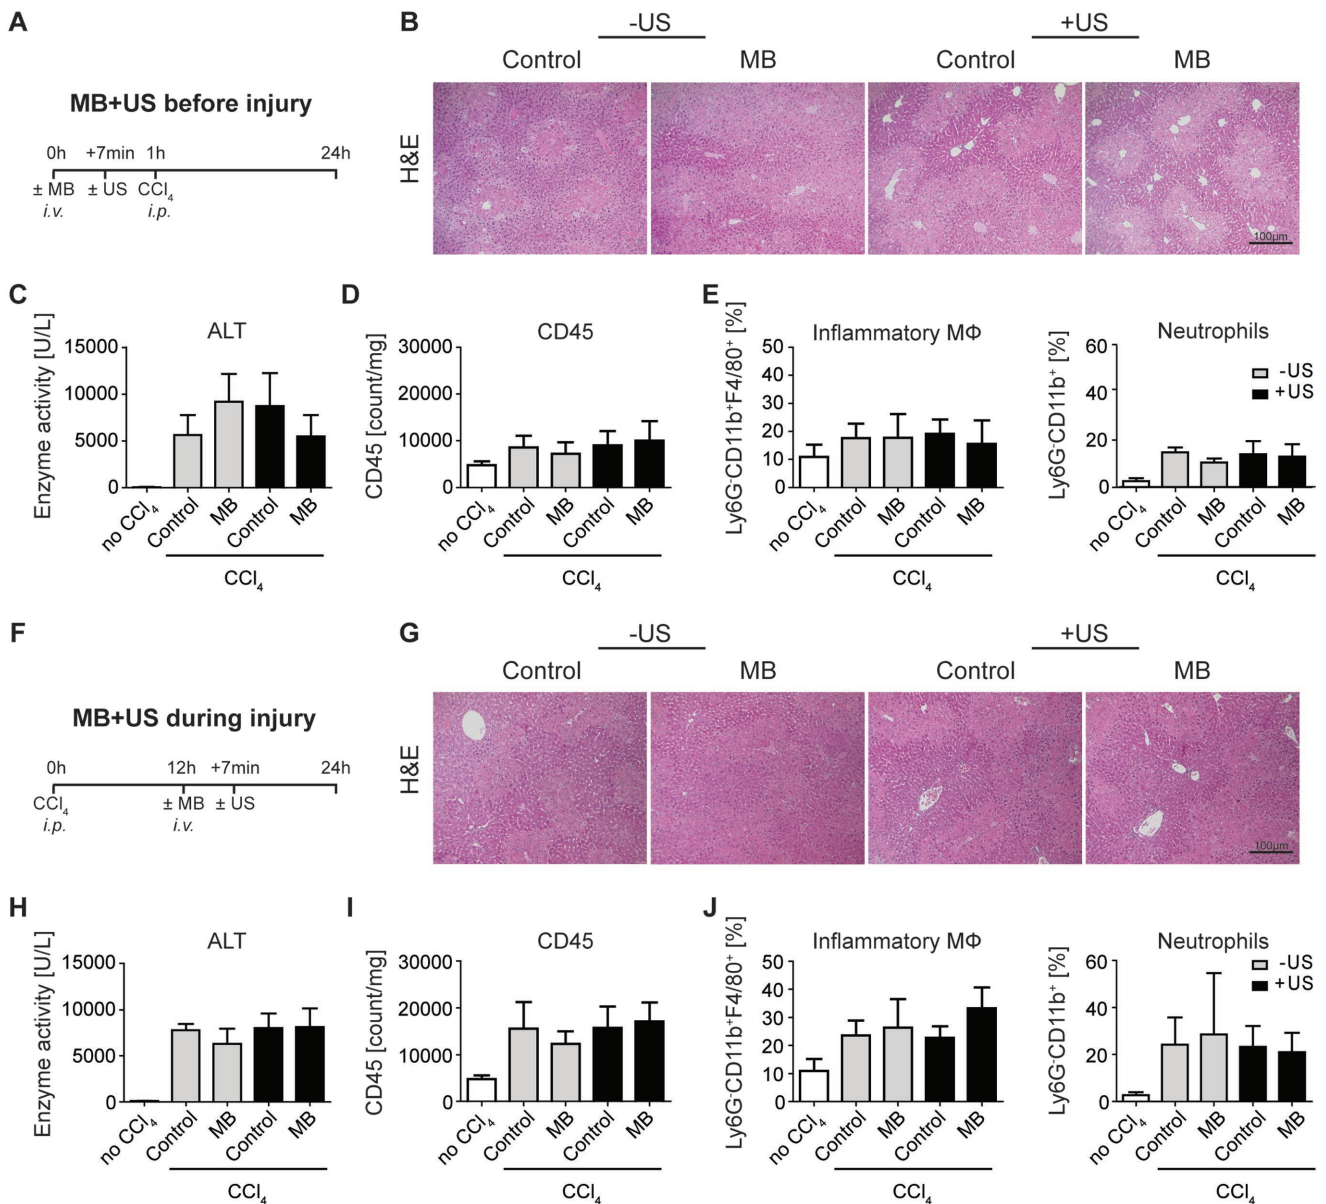 A
MB+US before injury
0h +7min 1h 24h
± MB ± US CCl₄
i.v. i.p.
B
-US +US
Control MB Control MB
H&E
100µm
C
ALT
Enzyme activity [U/L]
15000
10000
5000
0
no CCl₄ Control MB Control MB
CCl₄
D
CD45
CD45 [count/mg]
30000
20000
10000
0
no CCl₄ Control MB Control MB
CCl₄
E
Inflammatory MΦ
Ly6G⁻CD11b⁺F4/80⁺ [%]
50
40
30
20
10
0
no CCl₄ Control MB Control MB
CCl₄
Neutrophils
Ly6G⁻CD11b⁺ [%]
60
40
20
0
-US
+US
no CCl₄ Control MB Control MB
CCl₄
F
MB+US during injury
0h 12h +7min 24h
CCl₄ ± MB ± US
i.p. i.v.
G
-US +US
Control MB Control MB
H&E
100µm
H
ALT
Enzyme activity [U/L]
15000
10000
5000
0
no CCl₄ Control MB Control MB
CCl₄
I
CD45
CD45 [count/mg]
30000
20000
10000
0
no CCl₄ Control MB Control MB
CCl₄
J
Inflammatory MΦ
Ly6G⁻CD11b⁺F4/80⁺ [%]
50
40
30
20
10
0
no CCl₄ Control MB Control MB
CCl₄
Neutrophils
Ly6G⁻CD11b⁺ [%]
60
40
20
0
-US
+US
no CCl₄ Control MB Control MB
CCl₄